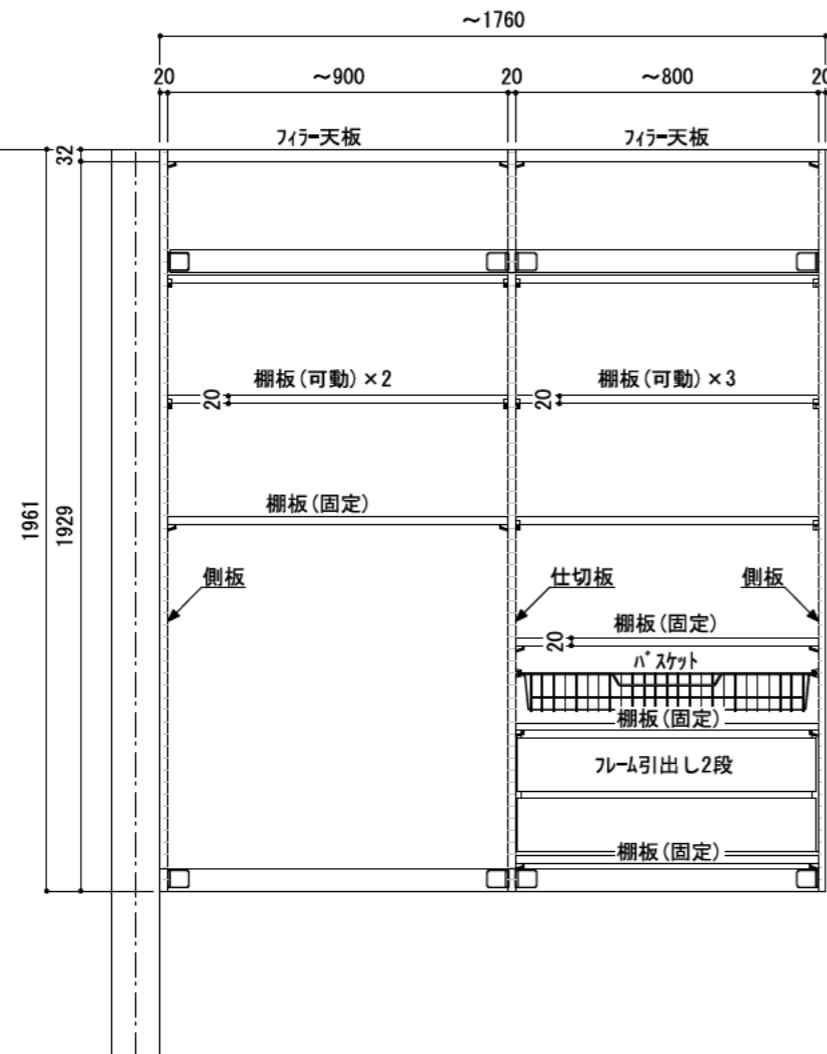 ～1760
20 ～900 20 ～800 20
フィラー天板 フィラー天板
32
棚板(可動)×2 棚板(可動)×3
20 20
棚板(固定)
1961 1929
側板 仕切板 側板
棚板(固定)
20
バスケット
棚板(固定)
フレーム引出し2段
棚板(固定)